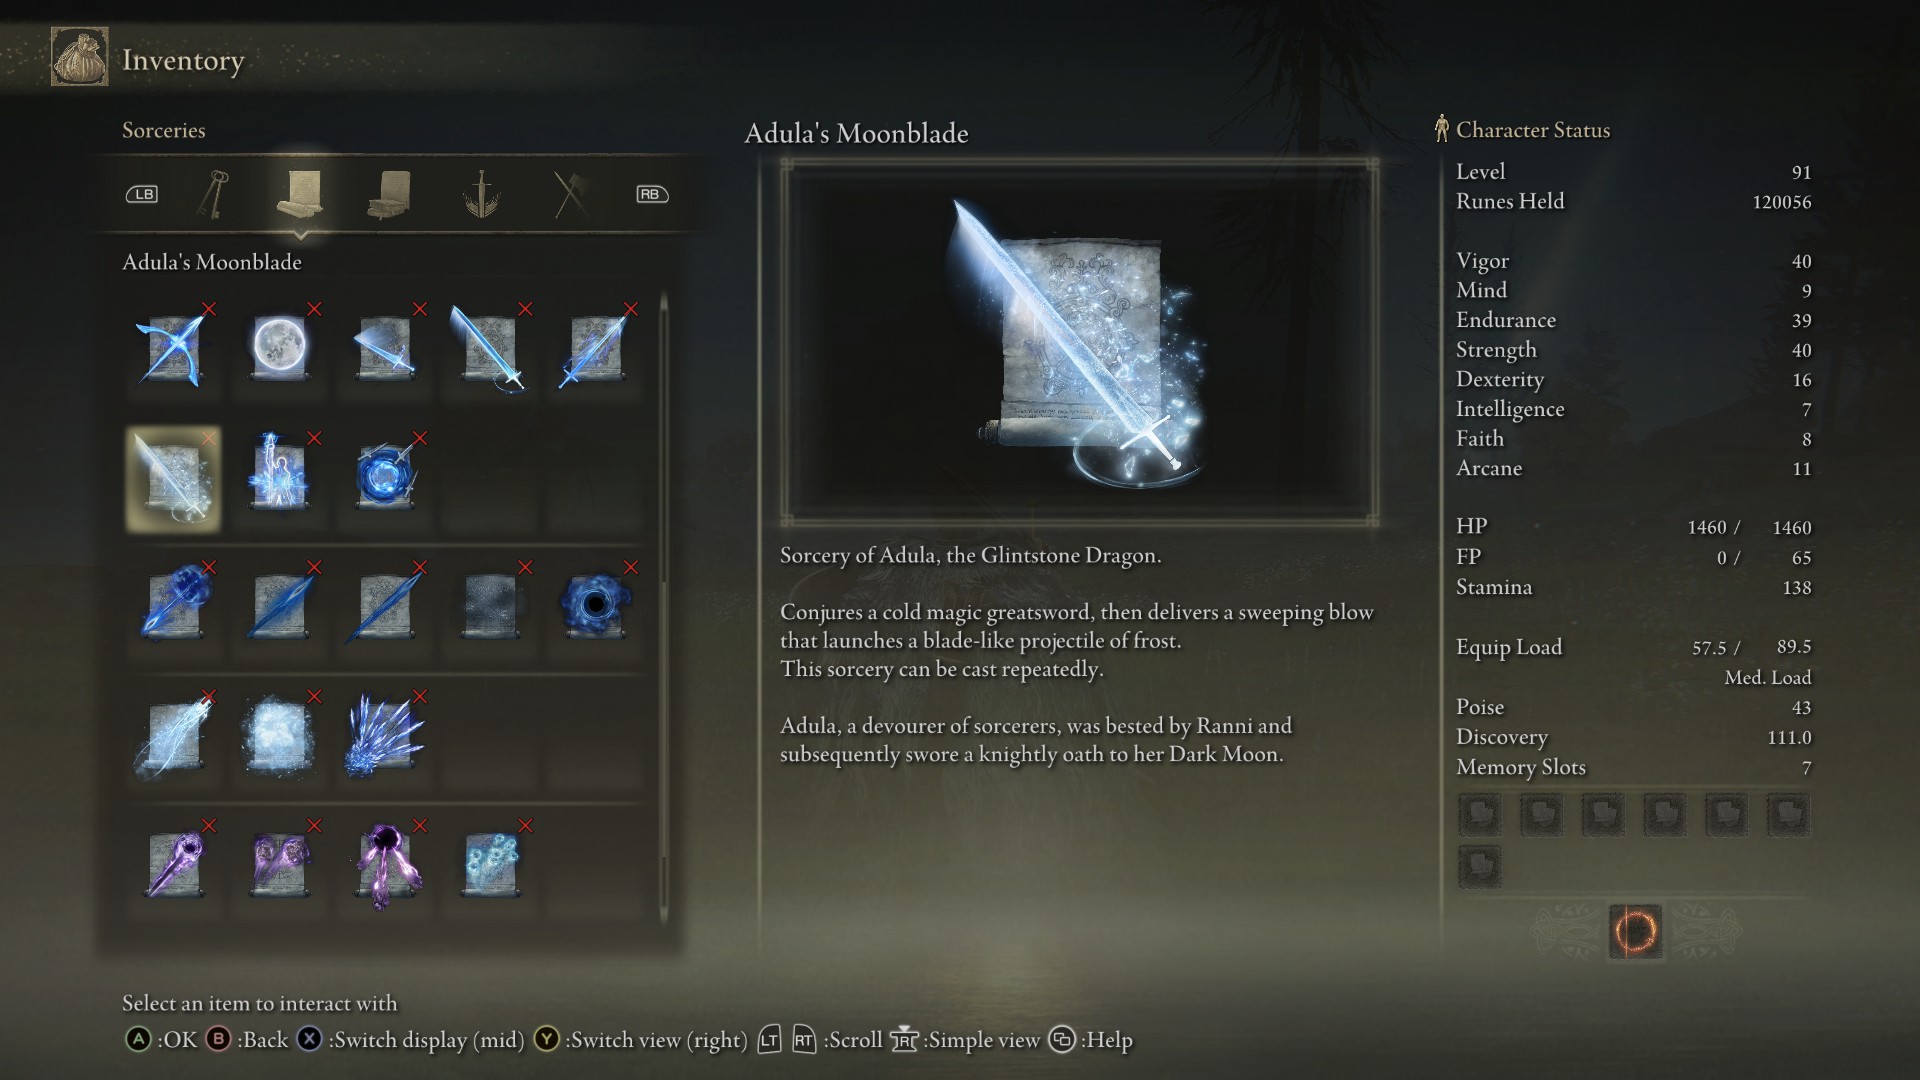 Inventory
Sorceries
LB
RB
Adula's Moonblade
Adula's Moonblade
Sorcery of Adula, the Glintstone Dragon.
Conjures a cold magic greatsword, then delivers a sweeping blow
that launches a blade-like projectile of frost.
This sorcery can be cast repeatedly.
Adula, a devourer of sorcerers, was bested by Ranni and
subsequently swore a knightly oath to her Dark Moon.
Character Status
Level 91
Runes Held 120056
Vigor 40
Mind 9
Endurance 39
Strength 40
Dexterity 16
Intelligence 7
Faith 8
Arcane 11
HP 1460 / 1460
FP 0 / 65
Stamina 138
Equip Load 57.5 / 89.5
Med. Load
Poise 43
Discovery 111.0
Memory Slots 7
Select an item to interact with
A :OK B :Back X :Switch display (mid) Y :Switch view (right) LT RT :Scroll R :Simple view :Help